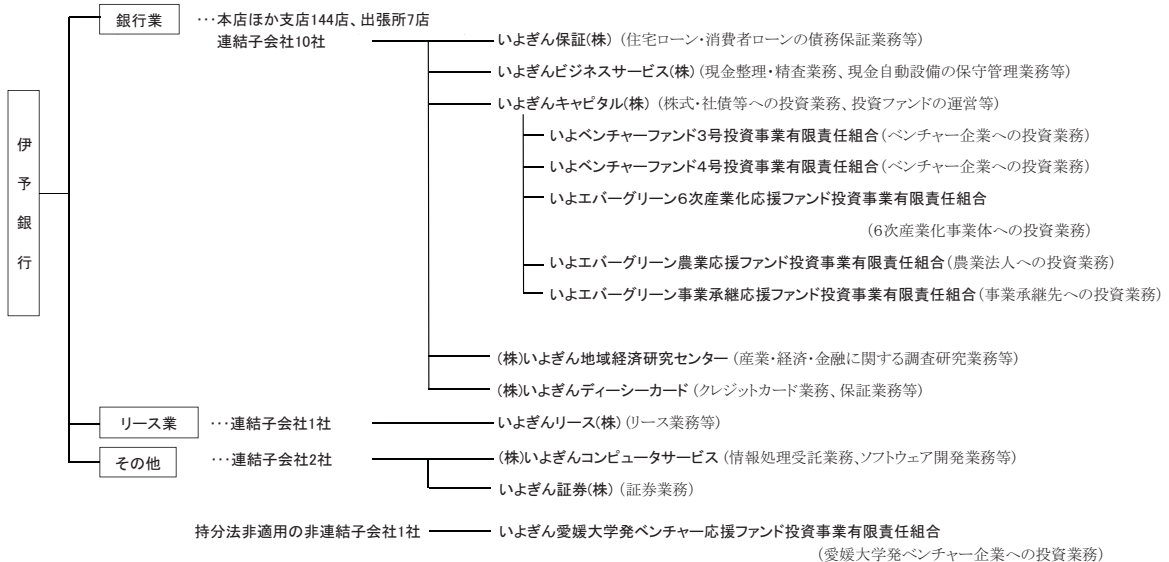 銀行業 …本店ほか支店144店、出張所7店
連結子会社10社 いよぎん保証(株) (住宅ローン・消費者ローンの債務保証業務等)
いよぎんビジネスサービス(株) (現金整理・精査業務、現金自動設備の保守管理業務等)
いよぎんキャピタル(株) (株式・社債等への投資業務、投資ファンドの運営等)
いよベンチャーファンド3号投資事業有限責任組合(ベンチャー企業への投資業務)
いよベンチャーファンド4号投資事業有限責任組合(ベンチャー企業への投資業務)
いよエバーグリーン6次産業化応援ファンド投資事業有限責任組合
(6次産業化事業体への投資業務)
いよエバーグリーン農業応援ファンド投資事業有限責任組合(農業法人への投資業務)
いよエバーグリーン事業承継応援ファンド投資事業有限責任組合(事業承継先への投資業務)
伊予銀行
(株)いよぎん地域経済研究センター (産業・経済・金融に関する調査研究業務等)
(株)いよぎんディーシーカード (クレジットカード業務、保証業務等)
リース業 …連結子会社1社 いよぎんリース(株) (リース業務等)
その他 …連結子会社2社 (株)いよぎんコンピュータサービス (情報処理受託業務、ソフトウェア開発業務等)
いよぎん証券(株) (証券業務)
持分法非適用の非連結子会社1社 いよぎん愛媛大学発ベンチャー応援ファンド投資事業有限責任組合
(愛媛大学発ベンチャー企業への投資業務)